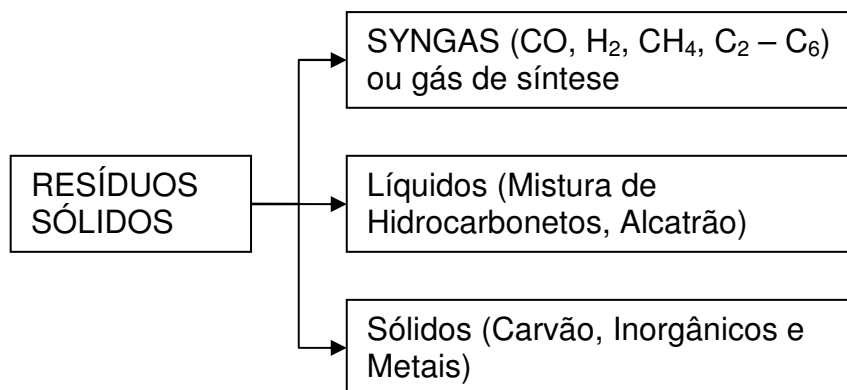 SYNGAS (CO, H₂, CH₄, C₂ – C₆)
ou gás de síntese
RESÍDUOS
SÓLIDOS
Líquidos (Mistura de
Hidrocarbonetos, Alcatrão)
Sólidos (Carvão, Inorgânicos e
Metais)